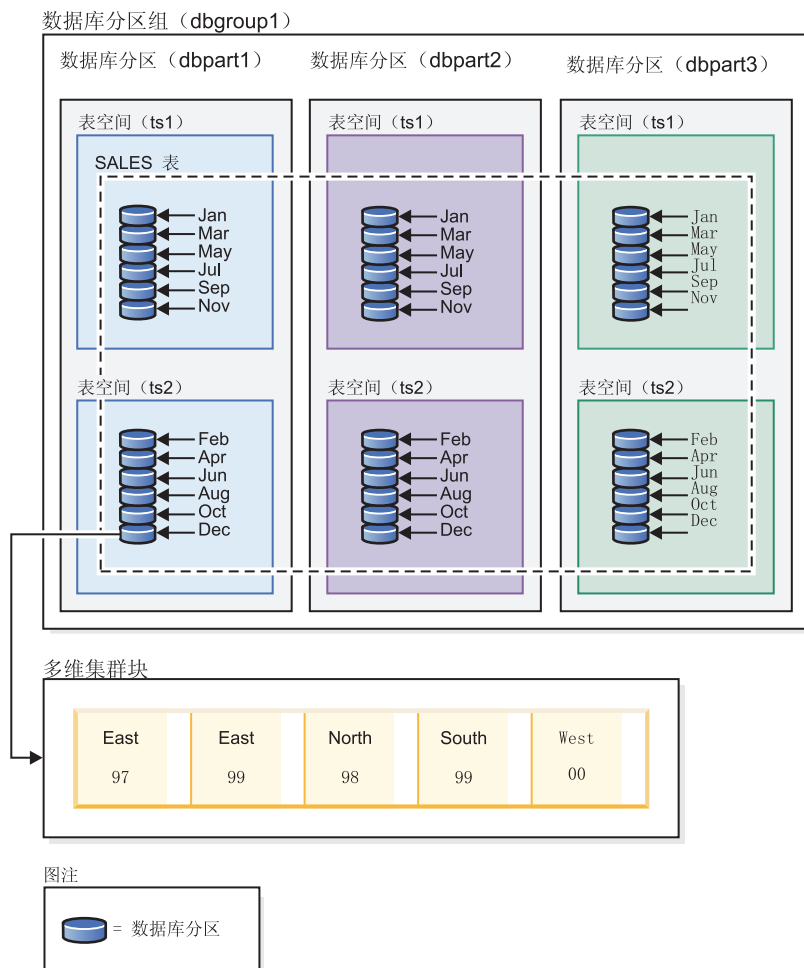 数据库分区组（dbgroup1）
数据库分区（dbpart1）
数据库分区（dbpart2）
数据库分区（dbpart3）
表空间（ts1）
表空间（ts1）
表空间（ts1）
SALES 表
Jan
Mar
May
Jul
Sep
Nov
Jan
Mar
May
Jul
Sep
Nov
Jan
Mar
May
Jul
Sep
Nov
表空间（ts2）
表空间（ts2）
表空间（ts2）
Feb
Apr
Jun
Aug
Oct
Dec
Feb
Apr
Jun
Aug
Oct
Dec
Feb
Apr
Jun
Aug
Oct
Dec
多维集群块
East
97
East
99
North
98
South
99
West
00
图注
= 数据库分区